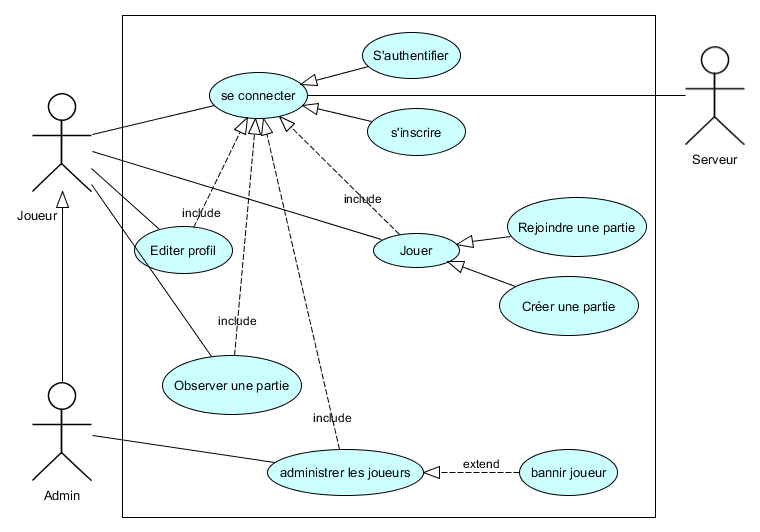 S'authentifier
se connecter
s'inscrire
Serveur
Joueur
include
include
Rejoindre une partie
Editer profil
Jouer
Créer une partie
include
Observer une partie
include
administrer les joueurs
extend
bannir joueur
Admin